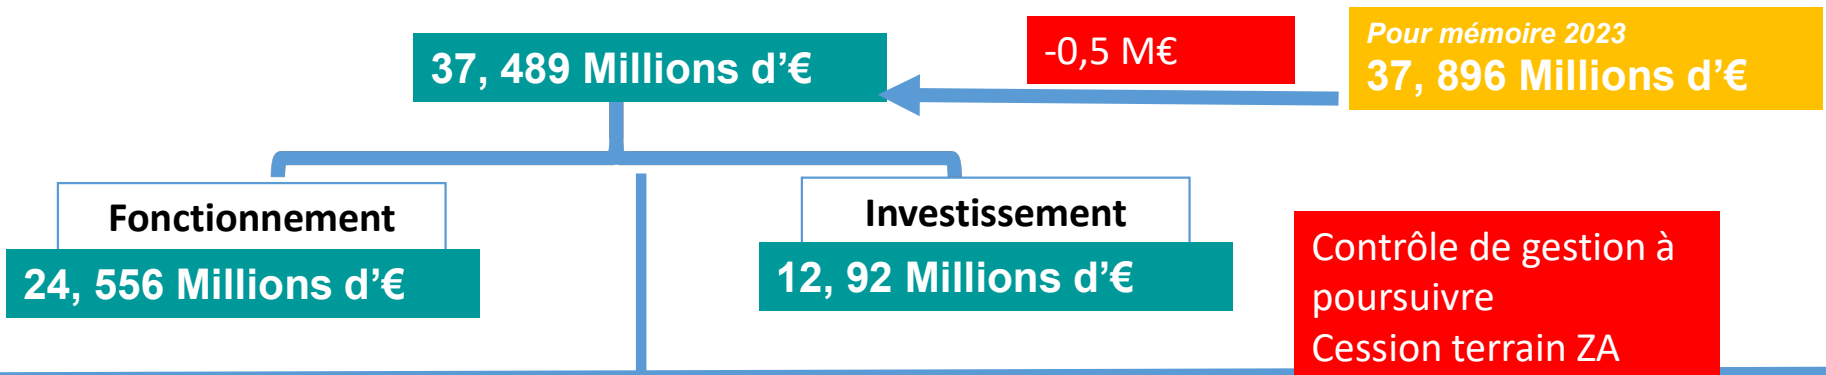 37, 489 Millions d’€
-0,5 M€
Pour mémoire 2023
37, 896 Millions d’€
Fonctionnement
24, 556 Millions d’€
Investissement
12, 92 Millions d’€
Contrôle de gestion à
poursuivre
Cession terrain ZA